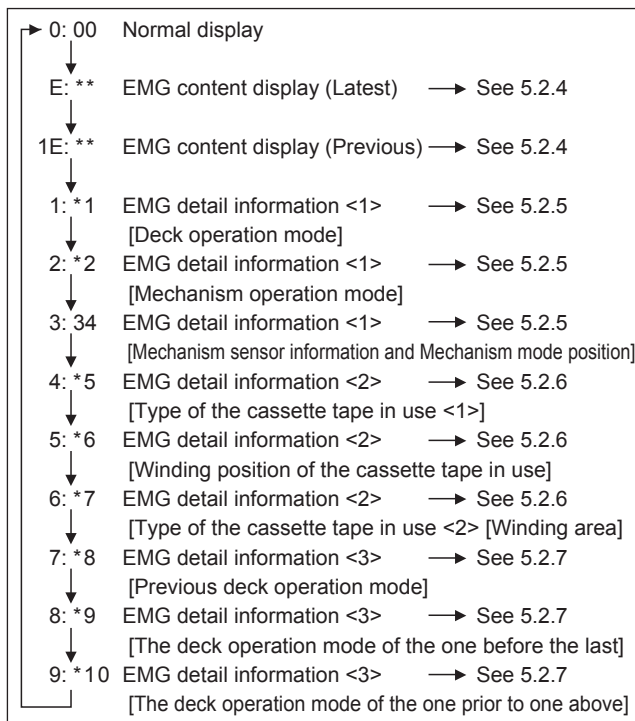 0: 00 Normal display
E: ** EMG content display (Latest) → See 5.2.4
1E: ** EMG content display (Previous) → See 5.2.4
1: *1 EMG detail information <1> → See 5.2.5
[Deck operation mode]
2: *2 EMG detail information <1> → See 5.2.5
[Mechanism operation mode]
3: 34 EMG detail information <1> → See 5.2.5
[Mechanism sensor information and Mechanism mode position]
4: *5 EMG detail information <2> → See 5.2.6
[Type of the cassette tape in use <1>]
5: *6 EMG detail information <2> → See 5.2.6
[Winding position of the cassette tape in use]
6: *7 EMG detail information <2> → See 5.2.6
[Type of the cassette tape in use <2> [Winding area]
7: *8 EMG detail information <3> → See 5.2.7
[Previous deck operation mode]
8: *9 EMG detail information <3> → See 5.2.7
[The deck operation mode of the one before the last]
9: *10 EMG detail information <3> → See 5.2.7
[The deck operation mode of the one prior to one above]